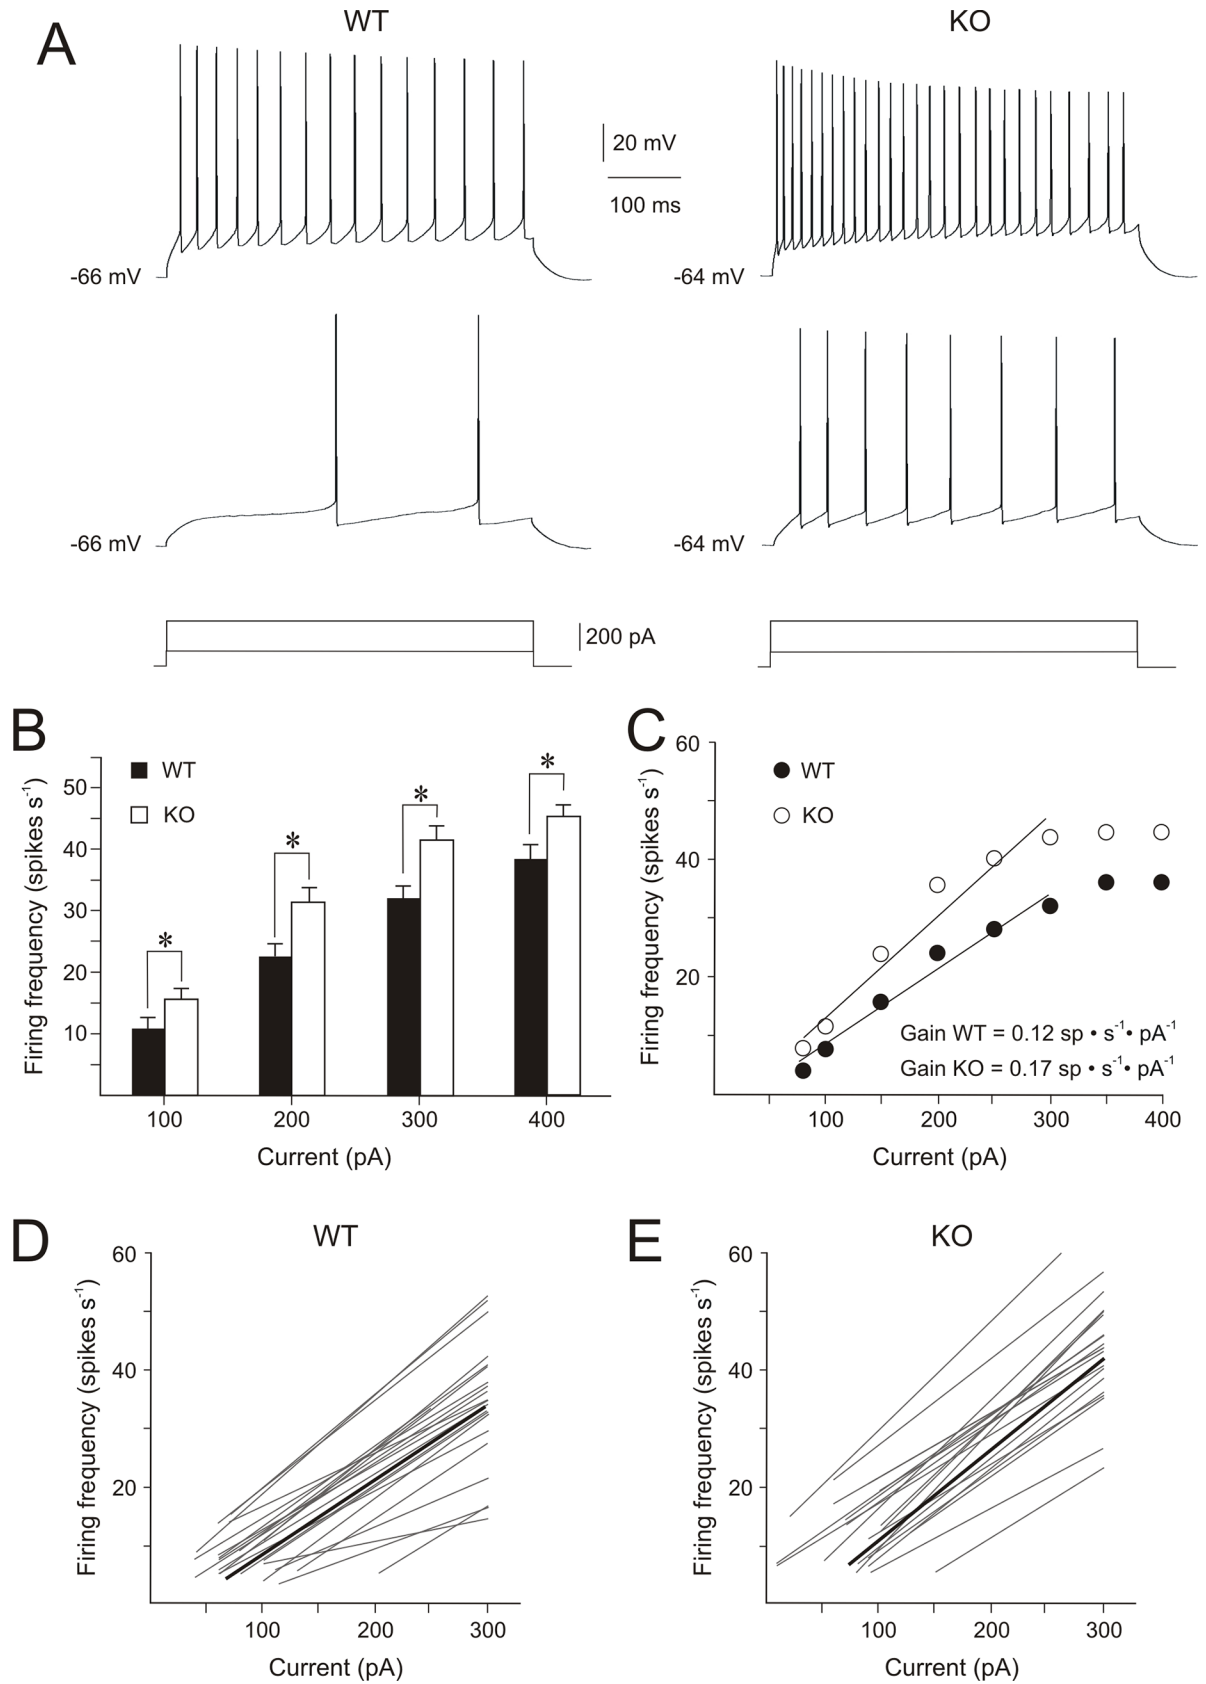 A
WT
KO
20 mV
100 ms
-66 mV
-64 mV
-66 mV
-64 mV
200 pA
B
Firing frequency (spikes s⁻¹)
50
40
30
20
10
WT
KO
*
*
*
*
100
200
300
400
Current (pA)
C
Firing frequency (spikes s⁻¹)
60
40
20
WT
KO
Gain WT = 0.12 sp • s⁻¹• pA⁻¹
Gain KO = 0.17 sp • s⁻¹• pA⁻¹
100
200
300
400
Current (pA)
D
WT
Firing frequency (spikes s⁻¹)
60
40
20
100
200
300
Current (pA)
E
KO
Firing frequency (spikes s⁻¹)
60
40
20
100
200
300
Current (pA)